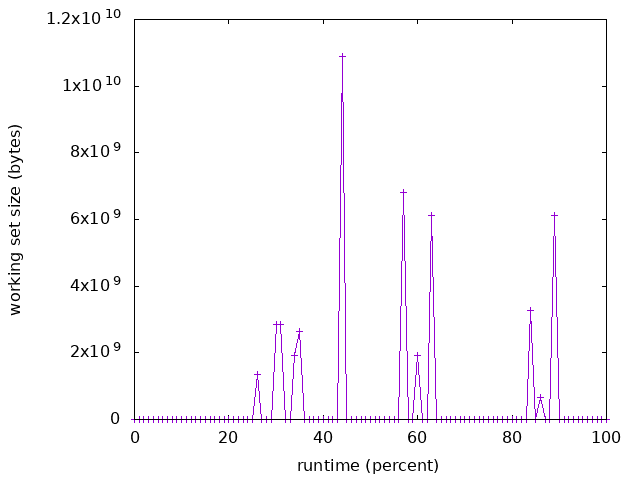 1.2x10^10
1x10^10
8x10^9
6x10^9
4x10^9
2x10^9
0
working set size (bytes)
0 20 40 60 80 100
runtime (percent)